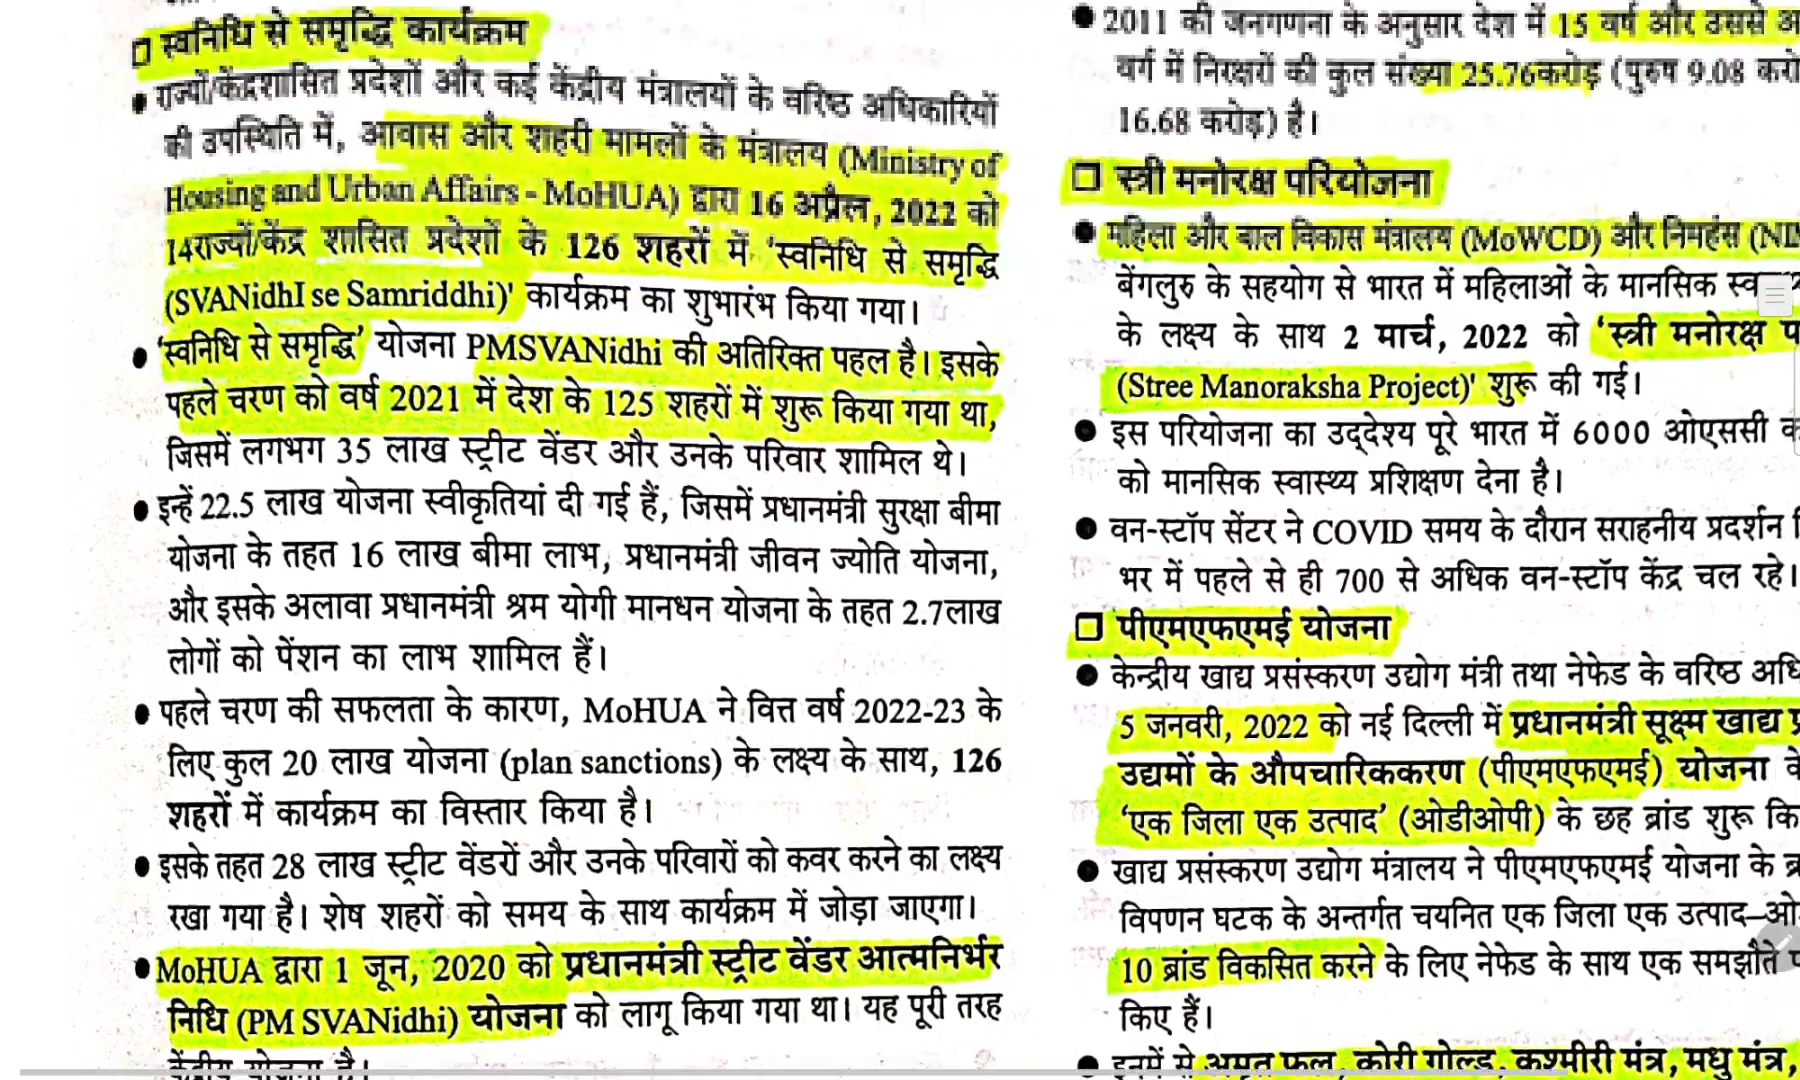 स्वनिधि से समृद्धि कार्यक्रम
● राज्यों/केंद्रशासित प्रदेशों और कई केंद्रीय मंत्रालयों के वरिष्ठ अधिकारियों
की उपस्थिति में, आवास और शहरी मामलों के मंत्रालय (Ministry of
Housing and Urban Affairs - MoHUA) द्वारा 16 अप्रैल, 2022 को
14राज्यों/केंद्र शासित प्रदेशों के 126 शहरों में 'स्वनिधि से समृद्धि
(SVANidhI se Samriddhi)' कार्यक्रम का शुभारंभ किया गया।
● 'स्वनिधि से समृद्धि' योजना PMSVANidhi की अतिरिक्त पहल है। इसके
पहले चरण को वर्ष 2021 में देश के 125 शहरों में शुरू किया गया था,
जिसमें लगभग 35 लाख स्ट्रीट वेंडर और उनके परिवार शामिल थे।
● इन्हें 22.5 लाख योजना स्वीकृतियां दी गई हैं, जिसमें प्रधानमंत्री सुरक्षा बीमा
योजना के तहत 16 लाख बीमा लाभ, प्रधानमंत्री जीवन ज्योति योजना,
और इसके अलावा प्रधानमंत्री श्रम योगी मानधन योजना के तहत 2.7लाख
लोगों को पेंशन का लाभ शामिल हैं।
● पहले चरण की सफलता के कारण, MoHUA ने वित्त वर्ष 2022-23 के
लिए कुल 20 लाख योजना (plan sanctions) के लक्ष्य के साथ, 126
शहरों में कार्यक्रम का विस्तार किया है।
● इसके तहत 28 लाख स्ट्रीट वेंडरों और उनके परिवारों को कवर करने का लक्ष्य
रखा गया है। शेष शहरों को समय के साथ कार्यक्रम में जोड़ा जाएगा।
● MoHUA द्वारा 1 जून, 2020 को प्रधानमंत्री स्ट्रीट वेंडर आत्मनिर्भर
निधि (PM SVANidhi) योजना को लागू किया गया था। यह पूरी तरह
केंद्रीय योजना है।
● 2011 की जनगणना के अनुसार देश में 15 वर्ष और उससे
वर्ग में निरक्षरों की कुल संख्या 25.76करोड़ (पुरुष 9.08
16.68 करोड़) है।
स्त्री मनोरक्ष परियोजना
● महिला और बाल विकास मंत्रालय (MoWCD) और निमहंस
बेंगलुरु के सहयोग से भारत में महिलाओं के मानसिक
के लक्ष्य के साथ 2 मार्च, 2022 को 'स्त्री मनोरक्ष
(Stree Manoraksha Project)' शुरू की गई।
● इस परियोजना का उद्देश्य पूरे भारत में 6000 ओएससी
को मानसिक स्वास्थ्य प्रशिक्षण देना है।
● वन-स्टॉप सेंटर ने COVID समय के दौरान सराहनीय प्रदर्शन
भर में पहले से ही 700 से अधिक वन-स्टॉप केंद्र चल रहे।
पीएमएफएमई योजना
● केन्द्रीय खाद्य प्रसंस्करण उद्योग मंत्री तथा नेफेड के वरिष्ठ
5 जनवरी, 2022 को नई दिल्ली में प्रधानमंत्री सूक्ष्म खाद्य
उद्यमों के औपचारिककरण (पीएमएफएमई) योजना
'एक जिला एक उत्पाद' (ओडीओपी) के छह ब्रांड शुरू
● खाद्य प्रसंस्करण उद्योग मंत्रालय ने पीएमएफएमई योजना के
विपणन घटक के अन्तर्गत चयनित एक जिला एक उत्पाद–
10 ब्रांड विकसित करने के लिए नेफेड के साथ एक समझौते
किए हैं।
● इनमें से अमृत फल, कोरी गोल्ड, कश्मीरी मंत्र, मधु मंत्र,